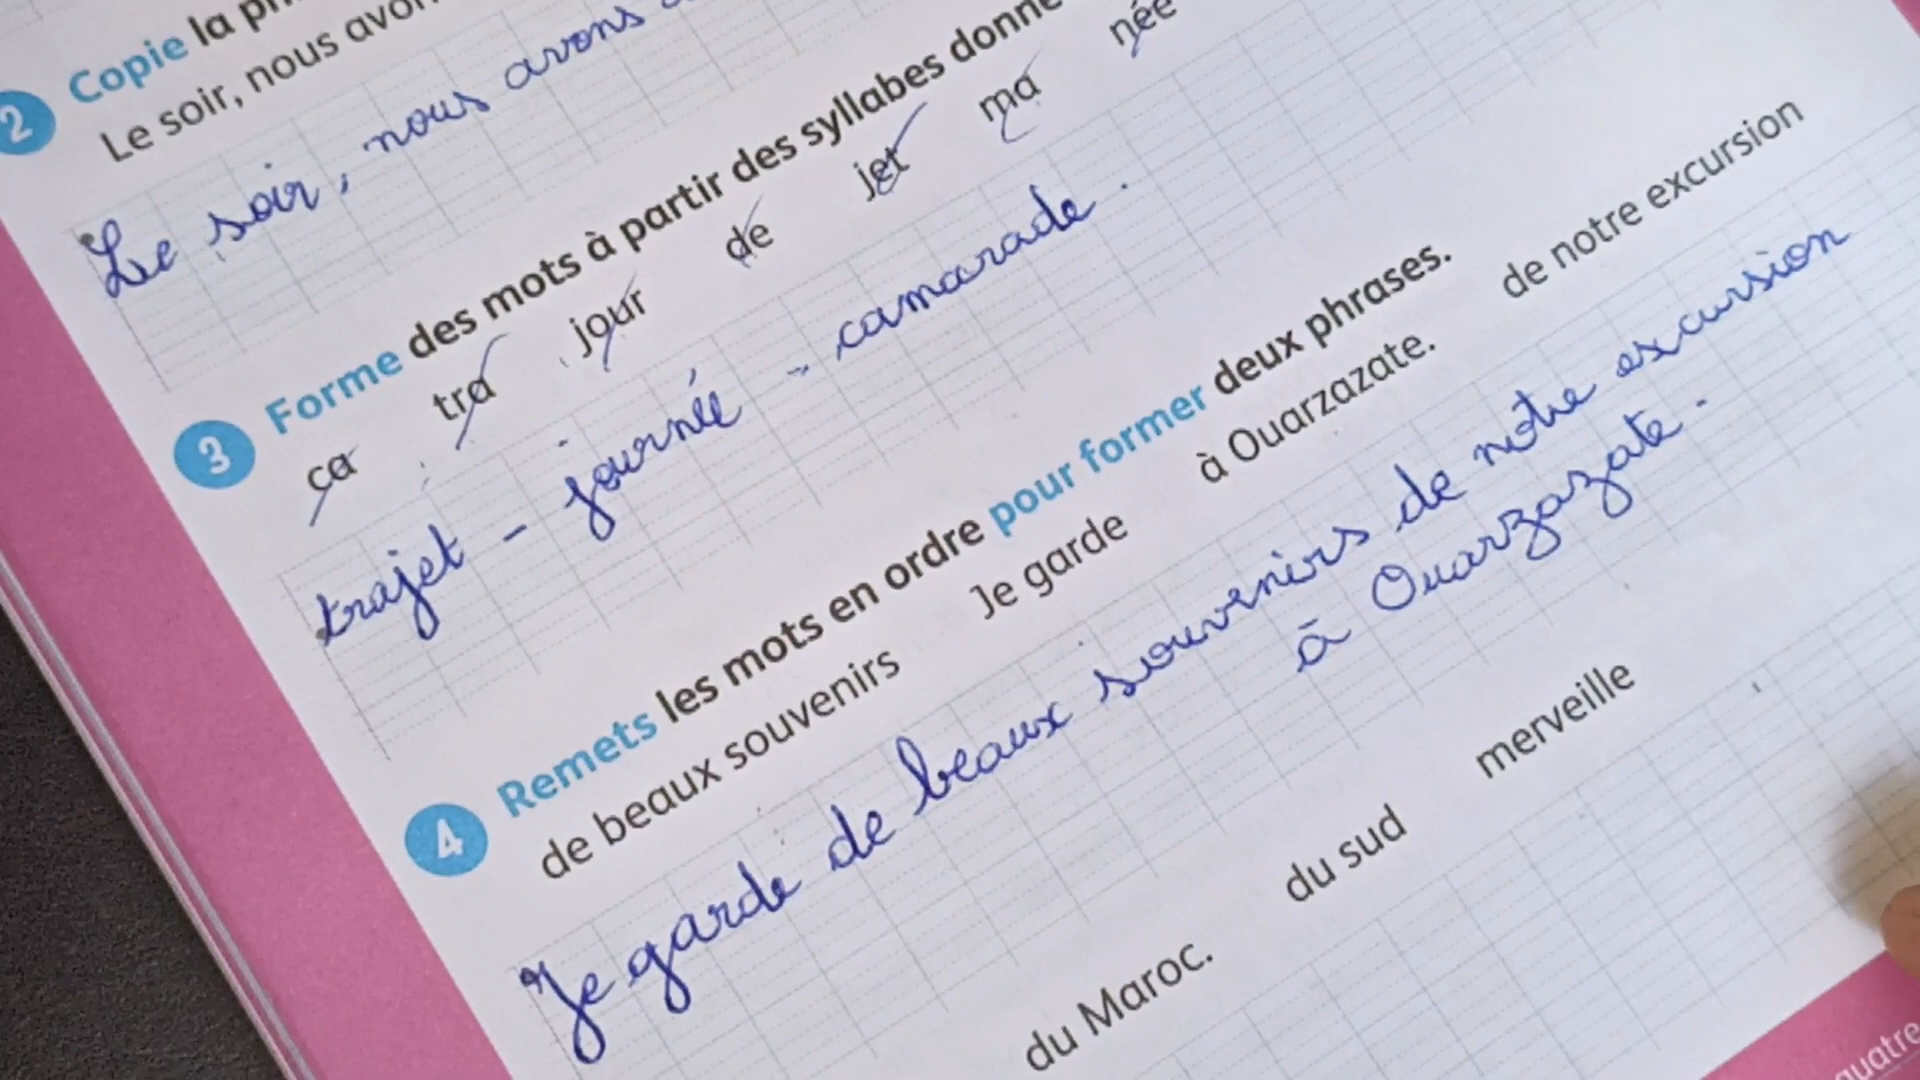 2 Copie la
Le soir, nous
Le soir, nous avons
3 Forme des mots à partir des syllabes
ca tra jour de jet ma née
trajet - journée - camarade.
4 Remets les mots en ordre pour former deux phrases.
de beaux souvenirs Je garde à Ouarzazate. de notre excursion
Je garde de beaux souvenirs de notre excursion
à Ouarzazate.
du Maroc. du sud merveille
quatre